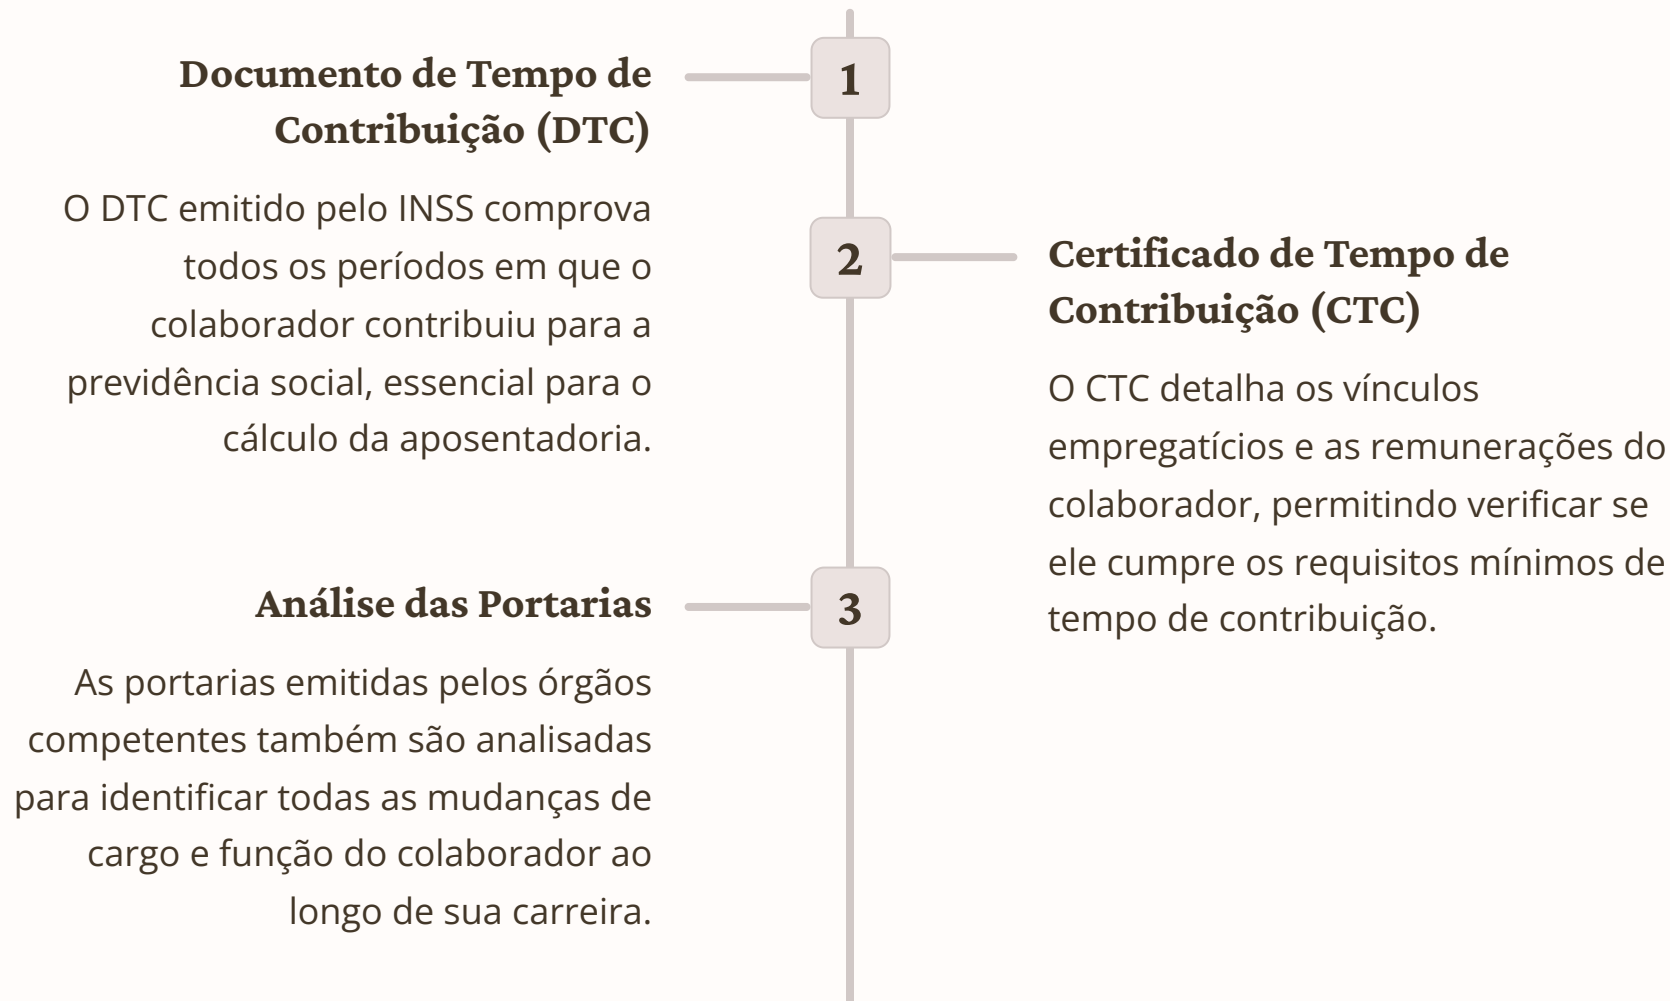 1
Documento de Tempo de
Contribuição (DTC)
O DTC emitido pelo INSS comprova
todos os períodos em que o
colaborador contribuiu para a
previdência social, essencial para o
cálculo da aposentadoria.
2
Certificado de Tempo de
Contribuição (CTC)
O CTC detalha os vínculos
empregatícios e as remunerações do
colaborador, permitindo verificar se
ele cumpre os requisitos mínimos de
tempo de contribuição.
3
Análise das Portarias
As portarias emitidas pelos órgãos
competentes também são analisadas
para identificar todas as mudanças de
cargo e função do colaborador ao
longo de sua carreira.